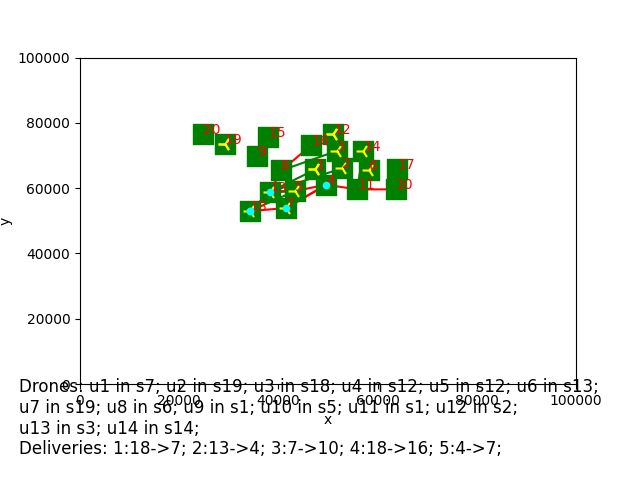 100000
80000
60000
40000
20000
0
y
20
19
15
9
12
16
8
14
6
17
11
10
18
13
0 20000 40000 60000 80000 100000
x
Drones: u1 in s7; u2 in s19; u3 in s18; u4 in s12; u5 in s12; u6 in s13;
u7 in s19; u8 in s6; u9 in s1; u10 in s5; u11 in s1; u12 in s2;
u13 in s3; u14 in s14;
Deliveries: 1:18->7; 2:13->4; 3:7->10; 4:18->16; 5:4->7;